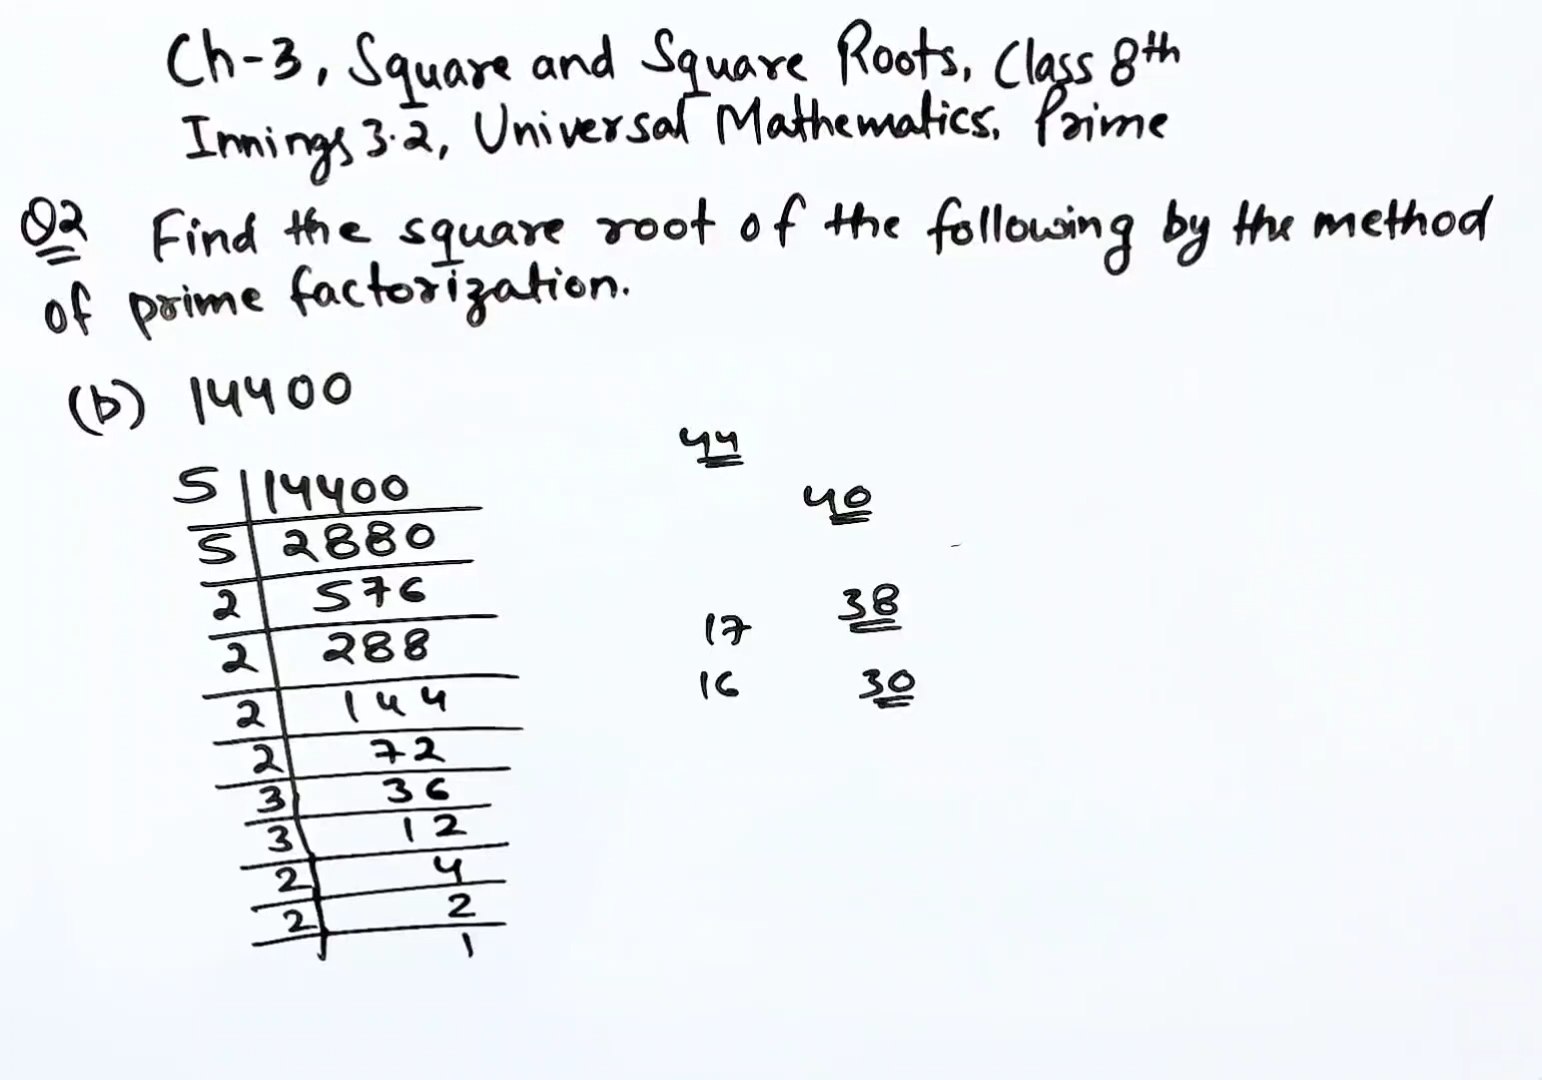 Ch-3, Square and Square Roots, Class 8th
Innings 3.2, Universal Mathematics. Prime
Q2 Find the square root of the following by the method
of prime factorization.
(b) 14400
44
40
5 | 14400
5 | 2880
2 | 576
2 | 288
2 | 144
2 | 72
3 | 36
3 | 12
2 | 4
2 | 2
1
38
17
16 30